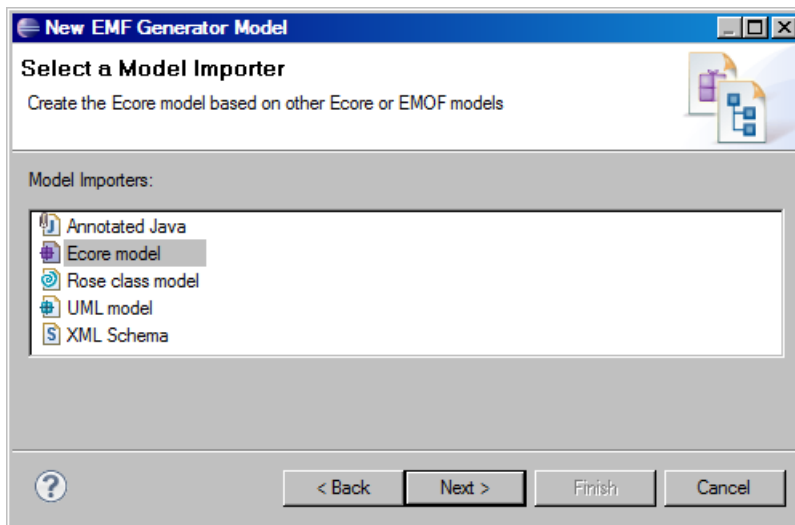 New EMF Generator Model
Select a Model Importer
Create the Ecore model based on other Ecore or EMOF models
Model Importers:
Annotated Java
Ecore model
Rose class model
UML model
XML Schema
? < Back Next > Finish Cancel